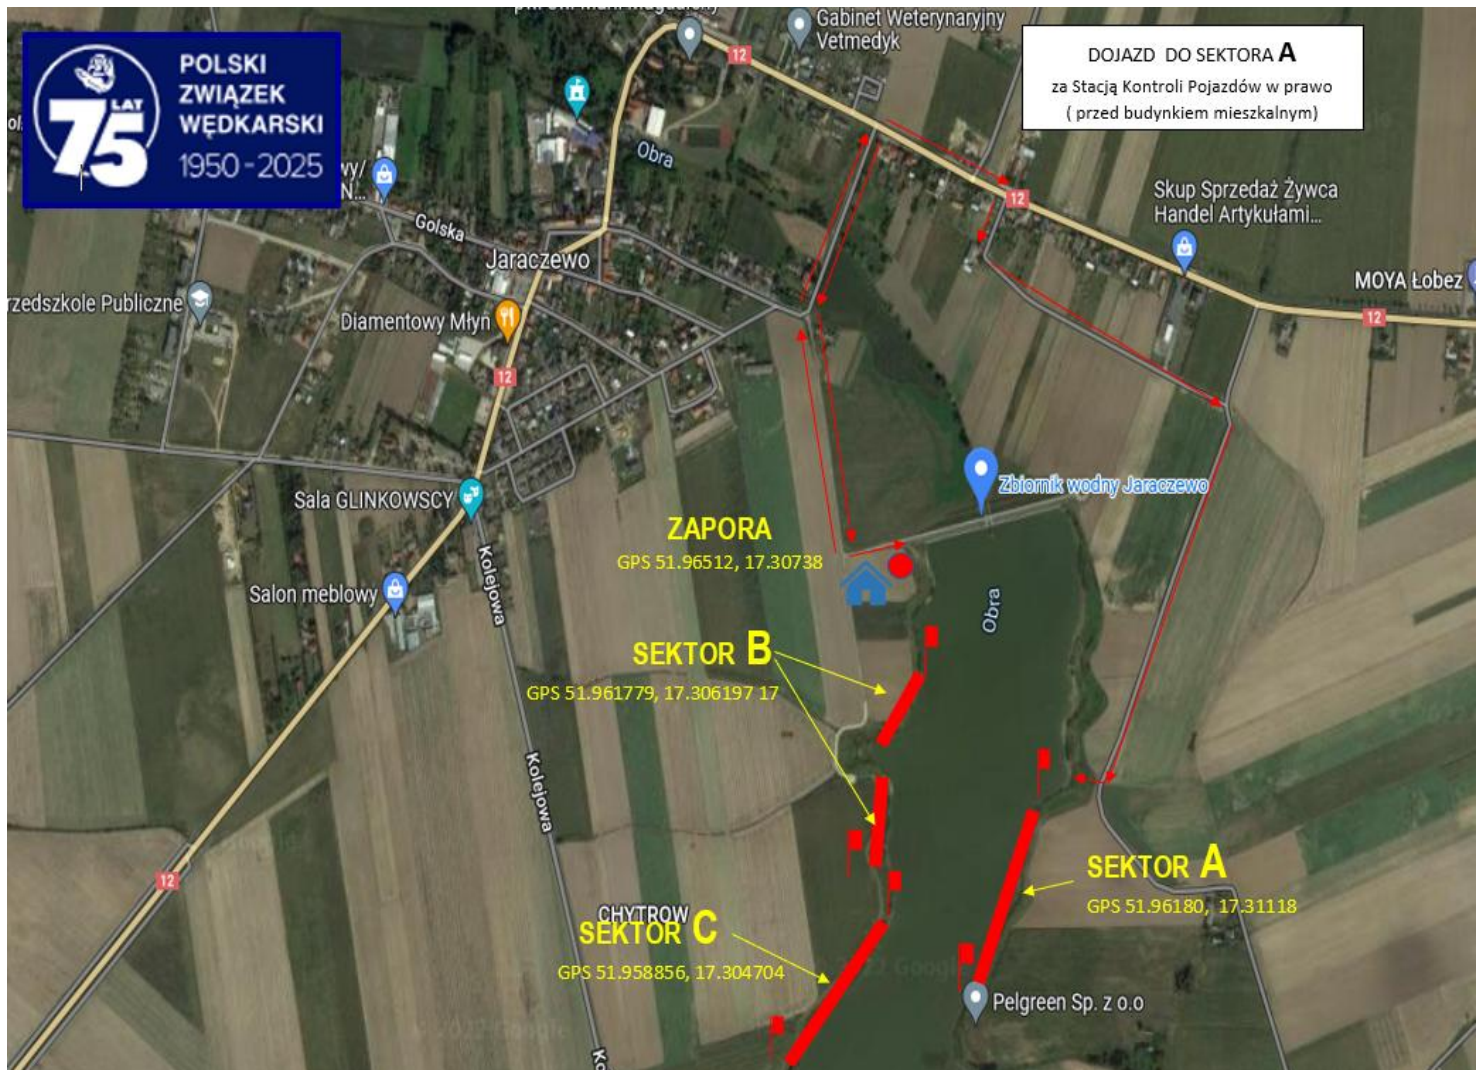 POLSKI
ZWIĄZEK
WĘDKARSKI
1950 - 2025
75
LAT
Gabinet Weterynaryjny
Vetmedyk
DOJAZD DO SEKTORA A
za Stacją Kontroli Pojazdów w prawo
( przed budynkiem mieszkalnym)
12
Obra
Golska
Jaraczewo
12
Skup Sprzedaż Żywca
Handel Artykułami...
MOYA Łobez
12
rzedszkole Publiczne
Diamentowy Młyn
12
Sala GLINKOWSCY
Zbiornik wodny Jaraczewo
ZAPORA
GPS 51.96512, 17.30738
Kolejowa
Salon meblowy
Obra
SEKTOR B
GPS 51.961779, 17.306197 17
Kolejowa
12
SEKTOR A
GPS 51.96180, 17.31118
CHYTROW
SEKTOR C
GPS 51.958856, 17.304704
Pelgreen Sp. z o.o